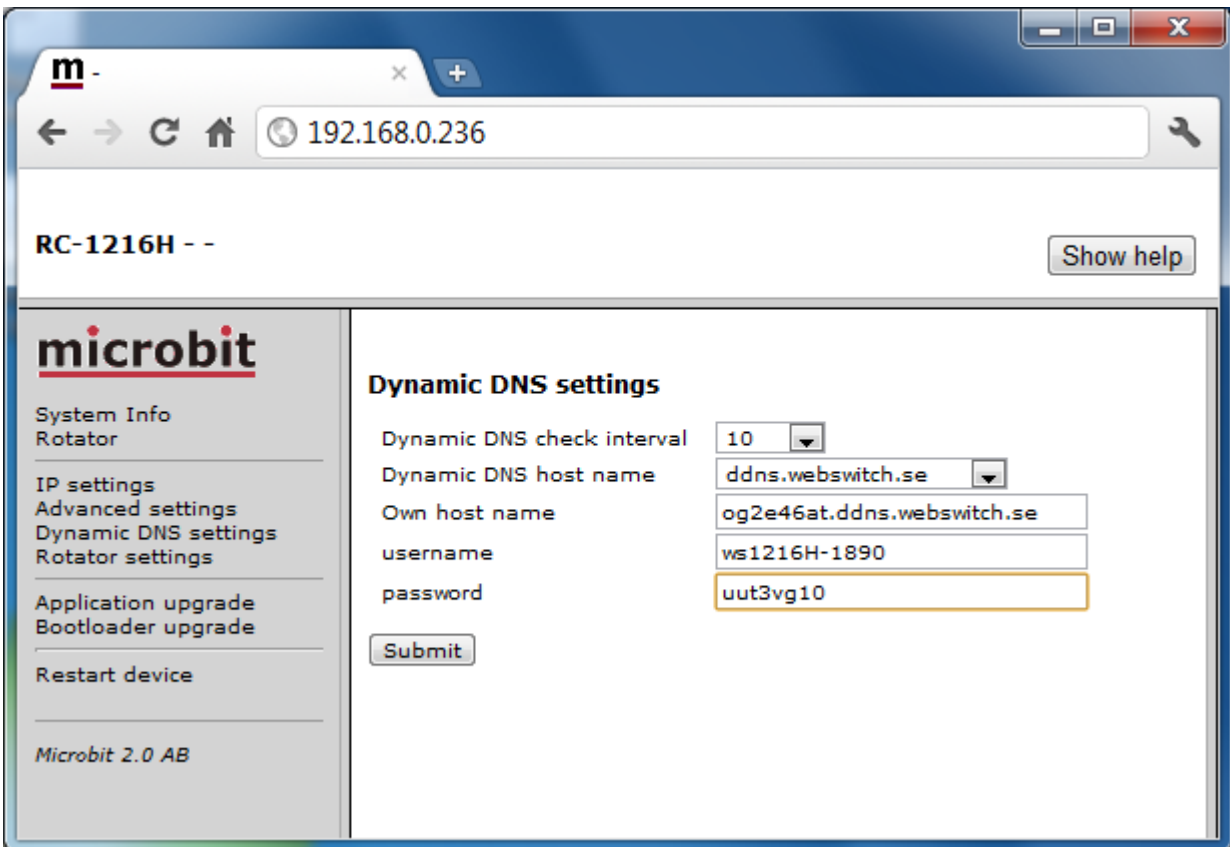 m -
192.168.0.236
RC-1216H - -
Show help
microbit
System Info
Rotator
IP settings
Advanced settings
Dynamic DNS settings
Rotator settings
Application upgrade
Bootloader upgrade
Restart device
Microbit 2.0 AB
Dynamic DNS settings
Dynamic DNS check interval 10
Dynamic DNS host name ddns.webswitch.se
Own host name og2e46at.ddns.webswitch.se
username ws1216H-1890
password uut3vg10
Submit